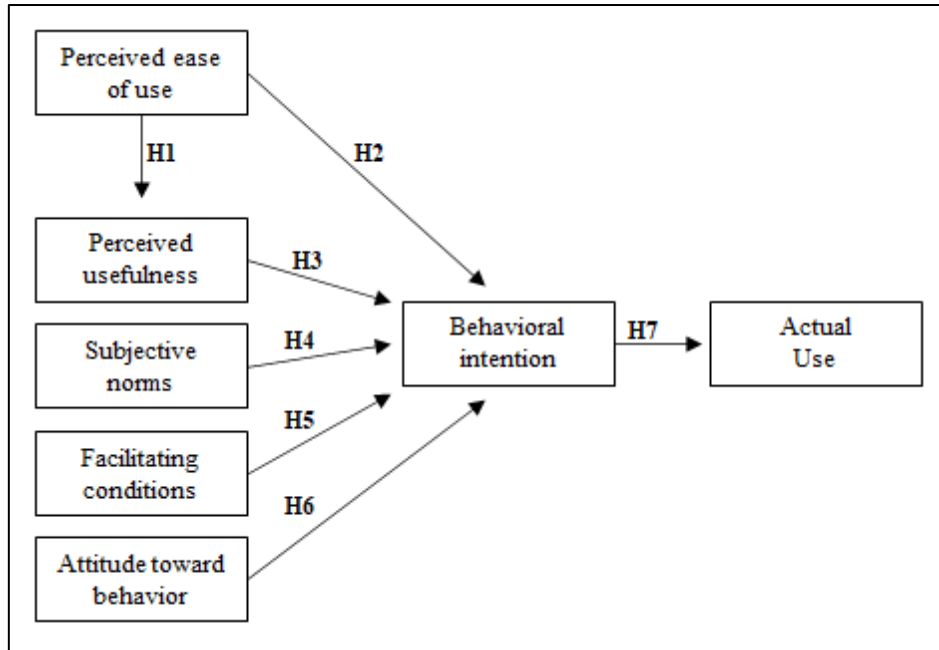 Perceived ease
of use
H1
H2
Perceived
usefulness
H3
Subjective
norms
H4
Behavioral
intention
H7
Actual
Use
Facilitating
conditions
H5
H6
Attitude toward
behavior